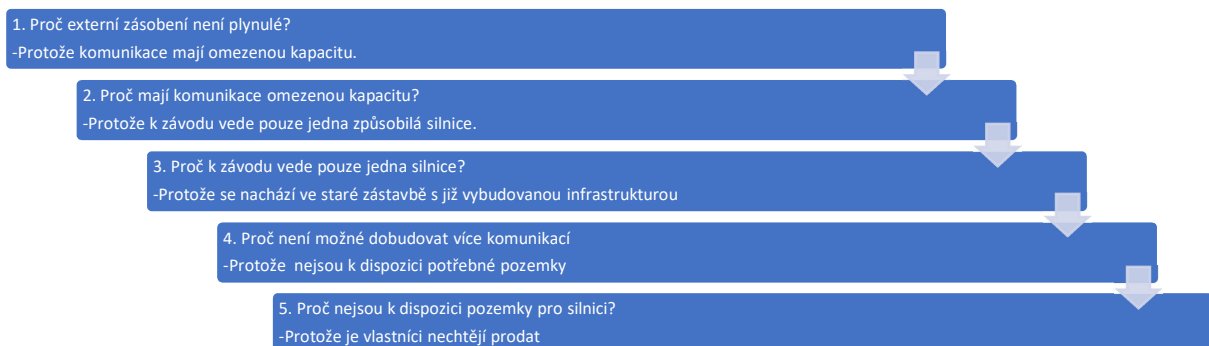 1. Proč externí zásobení není plynulé?
-Protože komunikace mají omezenou kapacitu.
2. Proč mají komunikace omezenou kapacitu?
-Protože k závodu vede pouze jedna způsobilá silnice.
3. Proč k závodu vede pouze jedna silnice?
-Protože se nachází ve staré zástavbě s již vybudovanou infrastrukturou
4. Proč není možné dobudovat více komunikací
-Protože  nejsou k dispozici potřebné pozemky
5. Proč nejsou k dispozici pozemky pro silnici?
-Protože je vlastníci nechtějí prodat